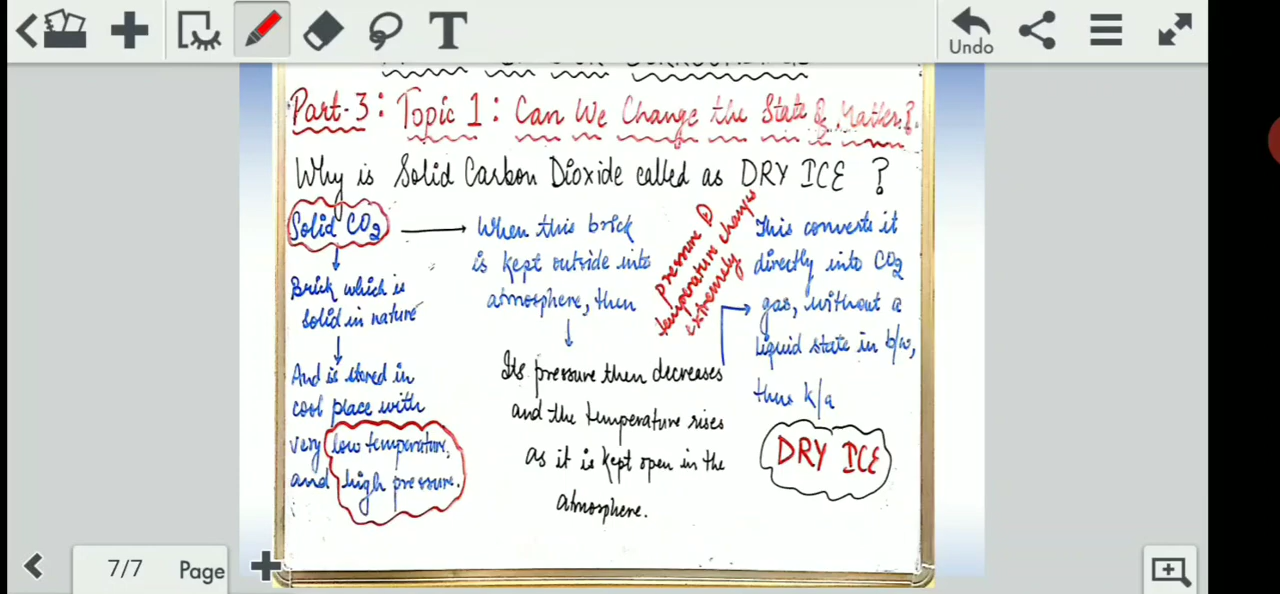 Undo
Part-3: Topic 1: Can We Change the State of Matter?
Why is Solid Carbon Dioxide called as DRY ICE ?
Solid CO2
Brick which is
solid in nature
And is stored in
cool place with
very low temperature,
and high pressure.
When this brick
is kept outside into
atmosphere, then
Its pressure then decreases
and the temperature rises
as it is kept open in the
atmosphere.
pressure &
temperature changes
extremely
This converts it
directly into CO2
gas, without a
liquid state in b/w,
thus k/a
DRY ICE
7/7 Page